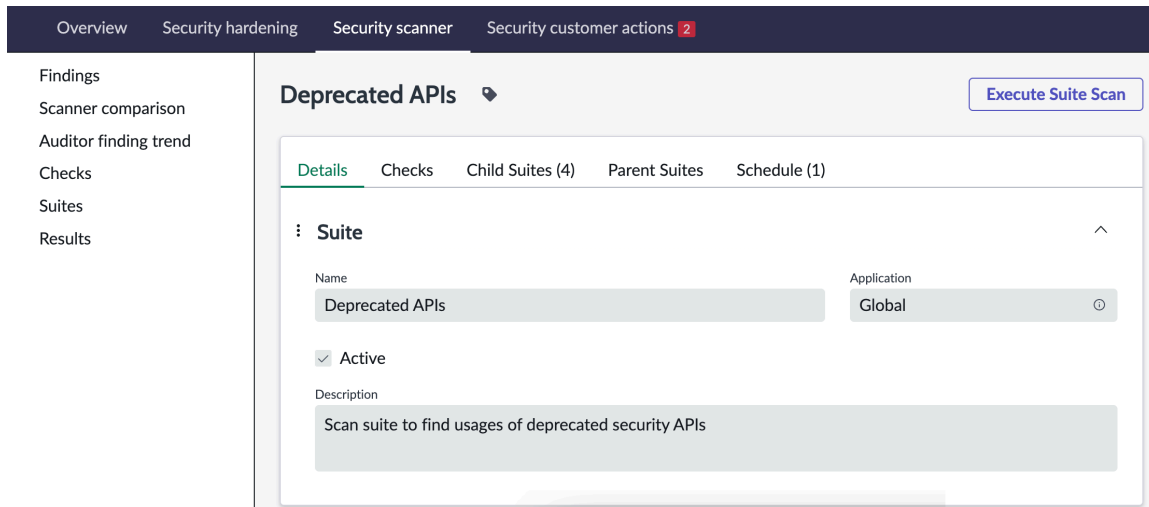 Overview Security hardening Security scanner Security customer actions 2
Findings
Scanner comparison
Auditor finding trend
Checks
Suites
Results
Deprecated APIs
Execute Suite Scan
Details Checks Child Suites (4) Parent Suites Schedule (1)
Suite
Name
Deprecated APIs
Application
Global
Active
Description
Scan suite to find usages of deprecated security APIs